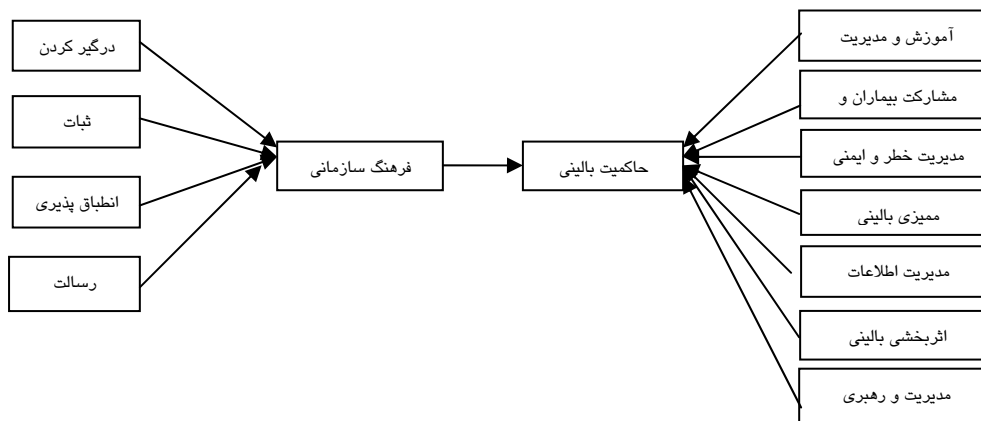 آموزش و مدیریت
مشارکت بیماران و
مدیریت خطر و ایمنی
ممیزی بالینی
مدیریت اطلاعات
اثربخشی بالینی
مدیریت و رهبری
حاکمیت بالینی
فرهنگ سازمانی
درگیر کردن
ثبات
انطباق پذیری
رسالت